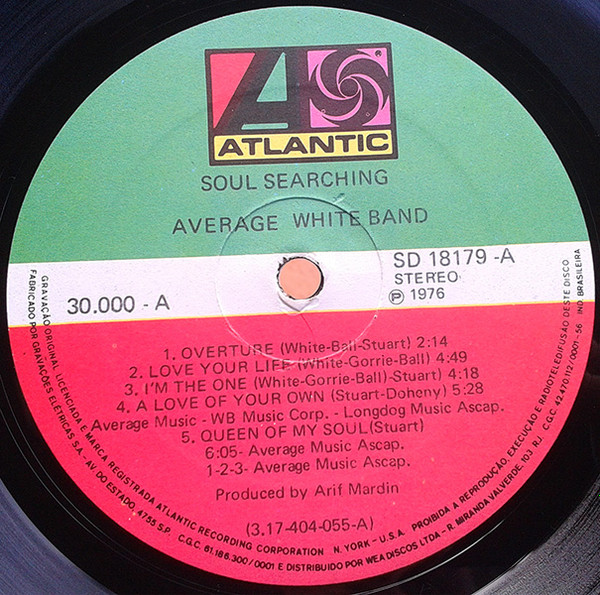 ®
ATLANTIC
SOUL SEARCHING
AVERAGE WHITE BAND
SD 18179 -A
STEREO
℗ 1976
30.000 - A
1. OVERTURE (White-Ball-Stuart) 2:14
2. LOVE YOUR LIFE (White-Gorrie-Ball) 4:49
3. I'M THE ONE (White-Gorrie-Ball)-Stuart) 4:18
4. A LOVE OF YOUR OWN (Stuart-Doheny) 5:28
Average Music - WB Music Corp. - Longdog Music Ascap.
5. QUEEN OF MY SOUL(Stuart)
6:05- Average Music Ascap.
1-2-3- Average Music Ascap.
Produced by Arif Mardin
(3.17-404-055-A)
GRAVAÇÃO ORIGINAL, LICENCIADA E MARCA REGISTRADA ATLANTIC RECORDING CORPORATION N. YORK - U.S.A. PROIBIDA A REPRODUÇÃO, EXECUÇÃO E RADIOTELEDIFUSÃO DESTE DISCO.
FABRICADO POR GRAVAÇÕES ELÉTRICAS S.A. - AV. DO ESTADO, 4755 S.P. C.G.C. 61.186.300/0001 E DISTRIBUIDO POR WEA DISCOS LTDA - R. MIRANDA VALVERDE, 103 R.J. C.G.C. 42.470.112/0001-56 IND. BRASILEIRA